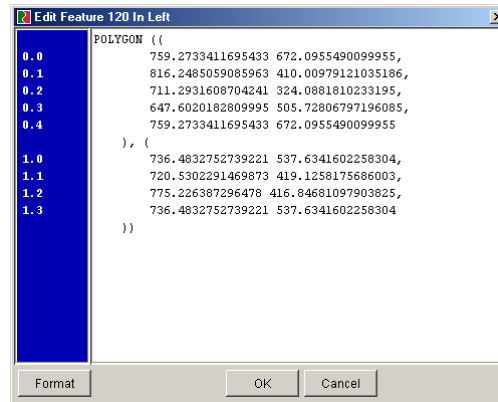 Edit Feature 120 In Left
POLYGON ((
0.0 759.2733411695433 672.0955490099955,
0.1 816.2485059085963 410.00979121035186,
0.2 711.2931608704241 324.0881810233195,
0.3 647.6020182809995 505.72806797196085,
0.4 759.2733411695433 672.0955490099955
), (
1.0 736.4832752739221 537.6341602258304,
1.1 720.5302291469873 419.1258175686003,
1.2 775.226387296478 416.84681097903825,
1.3 736.4832752739221 537.6341602258304
))
Format OK Cancel